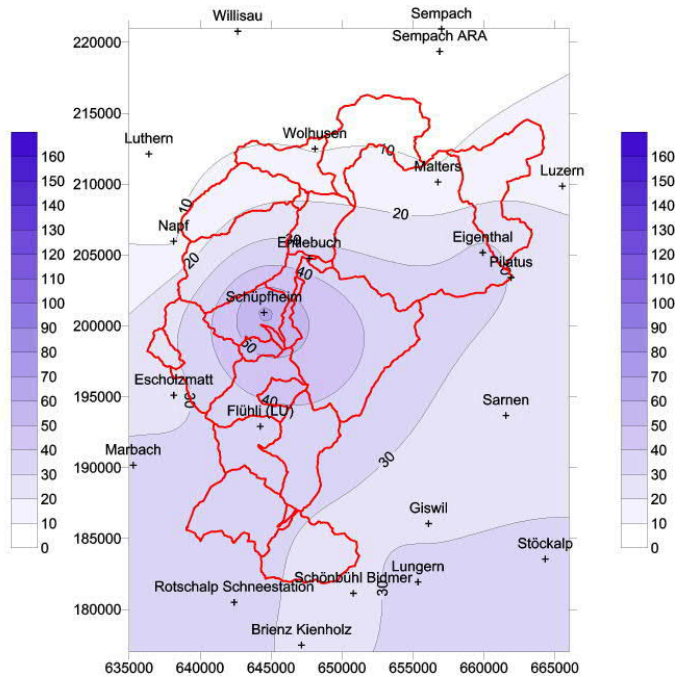 Willisau
Sempach
220000
Sempach ARA
215000
Luthern
Wolhusen
10
160
160
Malters
Luzern
150
150
210000
10
140
140
20
130
130
Napf
Eigenthal
120
120
205000
20
Entlebuch
Pilatus
110
110
40
100
100
Schüpfheim
90
90
200000
80
80
50
70
70
195000
Escholzmatt
60
60
30
40
Sarnen
50
50
Flühli (LU)
40
40
190000
Marbach
30
30
30
20
20
Giswil
10
10
185000
Stöckalp
0
0
Rotschalp Schneestation
Schönbühl Bidmer
Lungern
30
180000
Brienz Kienholz
635000 640000 645000 650000 655000 660000 665000